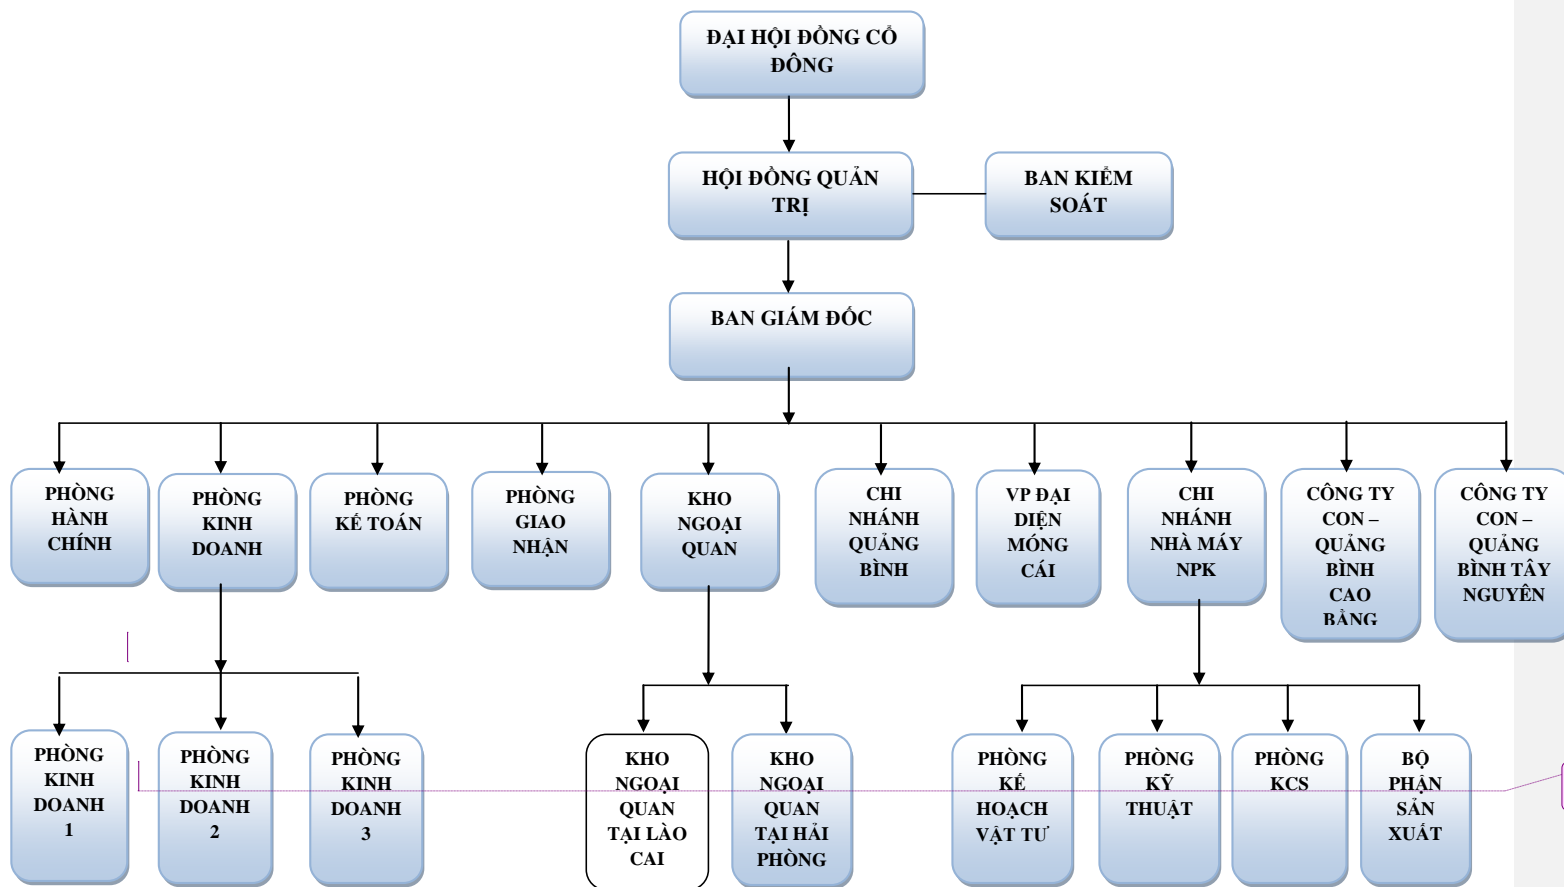 ĐẠI HỘI ĐỒNG CỔ
ĐÔNG
HỘI ĐỒNG QUẢN
TRỊ
BAN KIỂM
SOÁT
BAN GIÁM ĐỐC
PHÒNG
HÀNH
CHÍNH
PHÒNG
KINH
DOANH
PHÒNG
KẾ TOÁN
PHÒNG
GIAO
NHẬN
KHO
NGOẠI
QUAN
CHI
NHÁNH
QUẢNG
BÌNH
VP ĐẠI
DIỆN
MÓNG
CÁI
CHI
NHÁNH
NHÀ MÁY
NPK
CÔNG TY
CON –
QUẢNG
BÌNH
CAO
BẰNG
CÔNG TY
CON –
QUẢNG
BÌNH TÂY
NGUYÊN
PHÒNG
KINH
DOANH
1
PHÒNG
KINH
DOANH
2
PHÒNG
KINH
DOANH
3
KHO
NGOẠI
QUAN
TẠI LÀO
CAI
KHO
NGOẠI
QUAN
TẠI HẢI
PHÒNG
PHÒNG
KẾ
HOẠCH
VẬT TƯ
PHÒNG
KỸ
THUẬT
PHÒNG
KCS
BỘ
PHẬN
SẢN
XUẤT